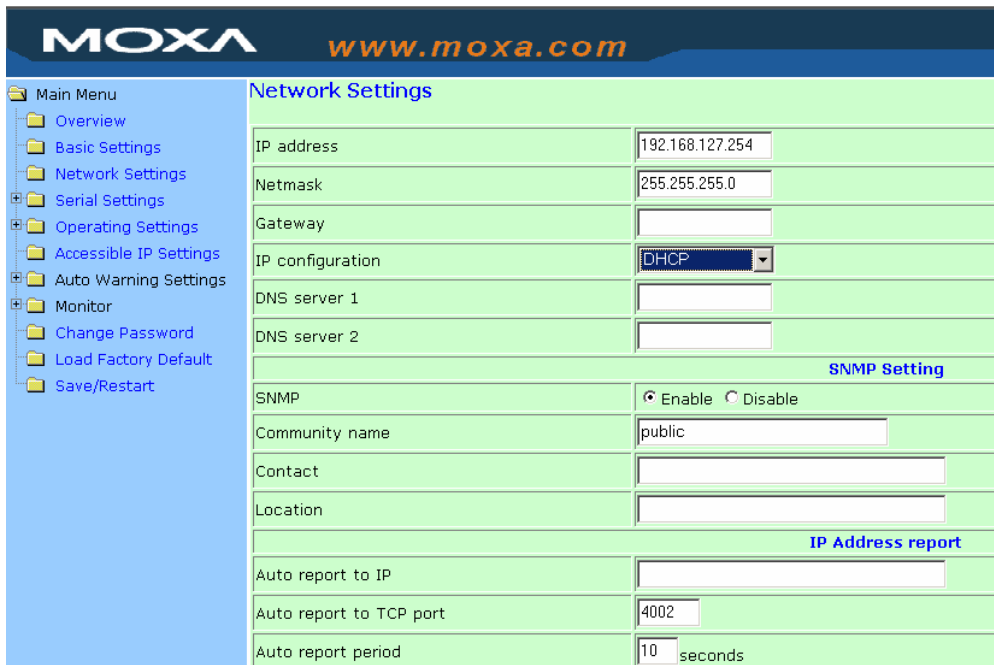 MOXA www.moxa.com
Main Menu
Overview
Basic Settings
Network Settings
Serial Settings
Operating Settings
Accessible IP Settings
Auto Warning Settings
Monitor
Change Password
Load Factory Default
Save/Restart
Network Settings
IP address 192.168.127.254
Netmask 255.255.255.0
Gateway
IP configuration DHCP
DNS server 1
DNS server 2
SNMP Setting
SNMP Enable Disable
Community name public
Contact
Location
IP Address report
Auto report to IP
Auto report to TCP port 4002
Auto report period 10 seconds